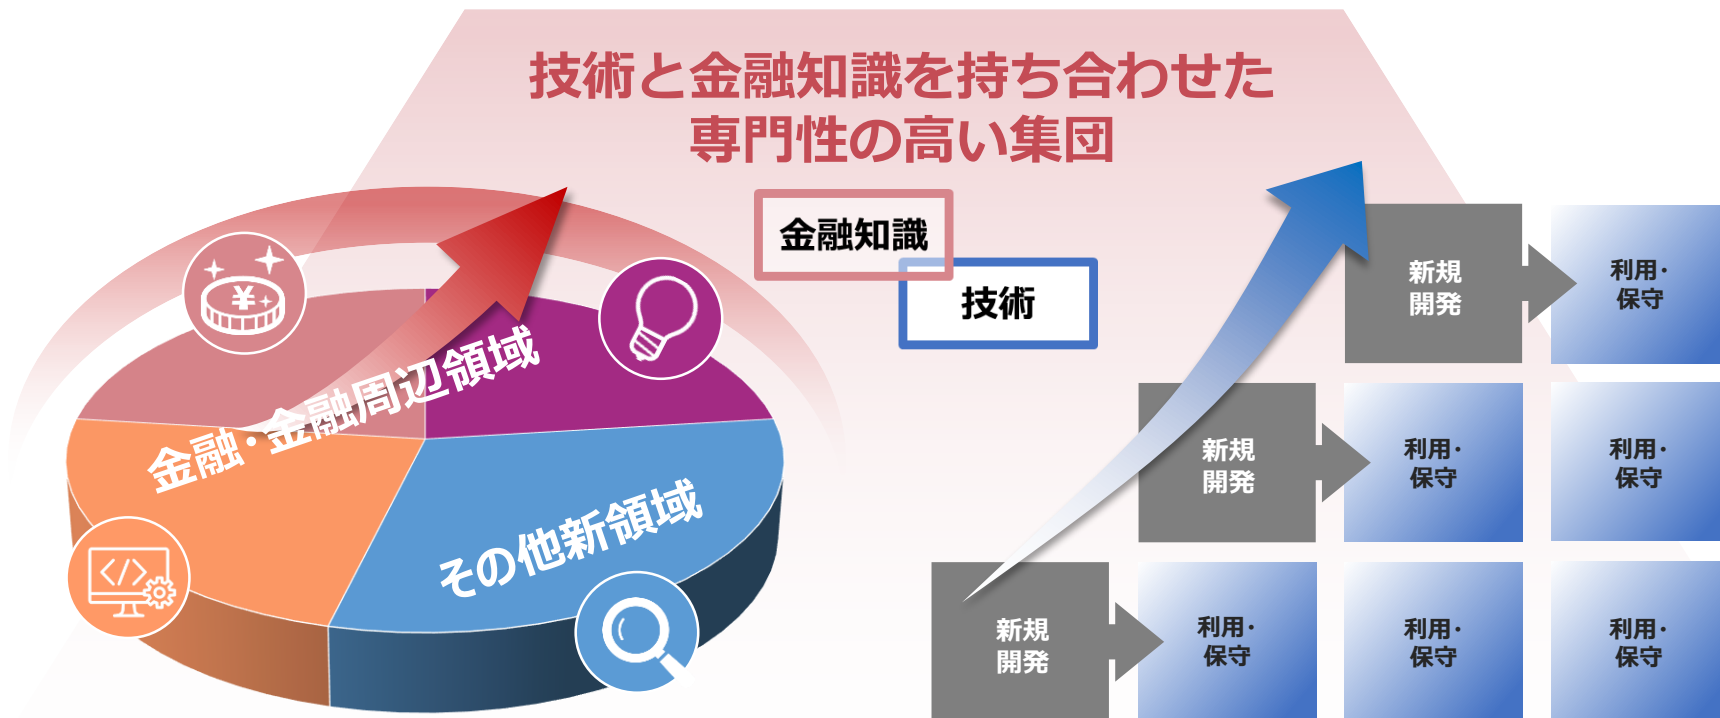 技術と金融知識を持ち合わせた
専門性の高い集団
金融知識
技術
金融・金融周辺領域
その他新領域
¥
</>
新規
開発
利用・
保守
新規
開発
利用・
保守
利用・
保守
新規
開発
利用・
保守
利用・
保守
利用・
保守